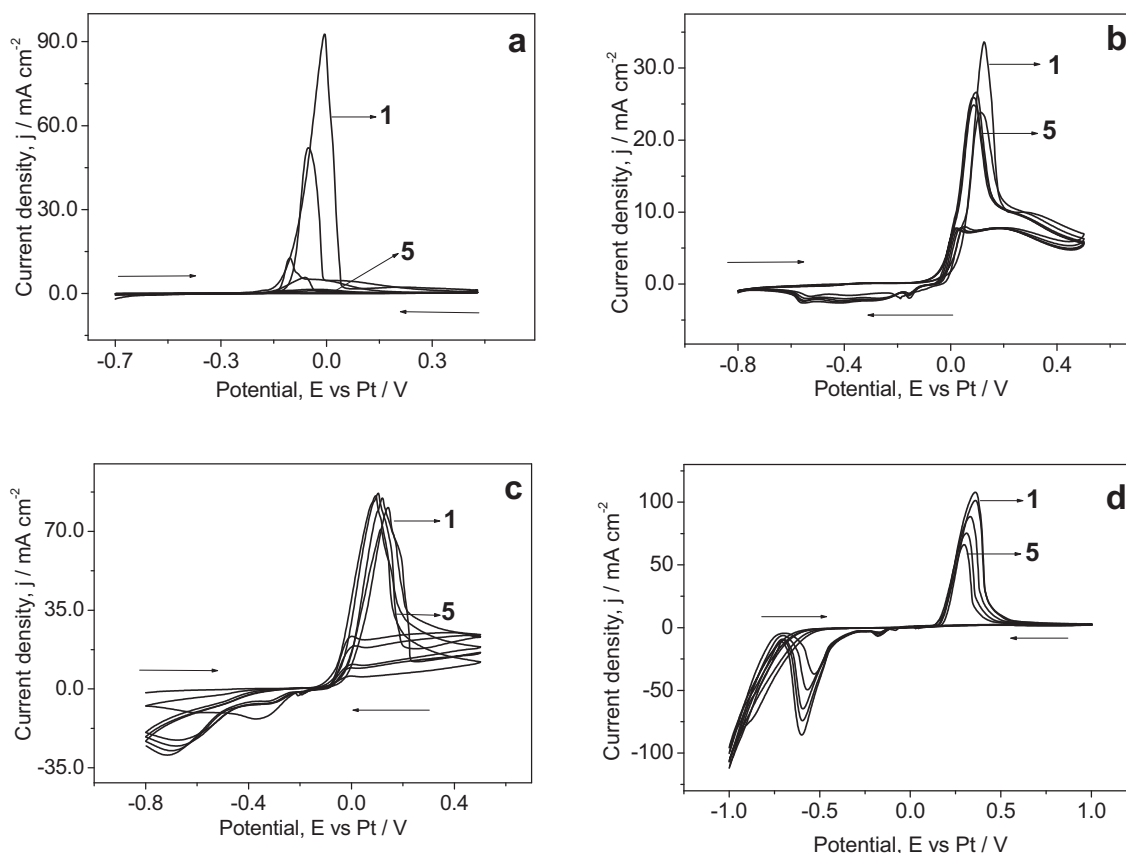 a
Current density, j / mA cm⁻²
90.0
60.0
30.0
0.0
1
5
-0.7 -0.3 0.0 0.3
Potential, E vs Pt / V
b
Current density, j / mA cm⁻²
30.0
20.0
10.0
0.0
1
5
-0.8 -0.4 0.0 0.4
Potential, E vs Pt / V
c
Current density, j / mA cm⁻²
70.0
35.0
0.0
-35.0
1
5
-0.8 -0.4 0.0 0.4
Potential, E vs Pt / V
d
Current density, j / mA cm⁻²
100
50
0
-50
-100
1
5
-1.0 -0.5 0.0 0.5 1.0
Potential, E vs Pt / V